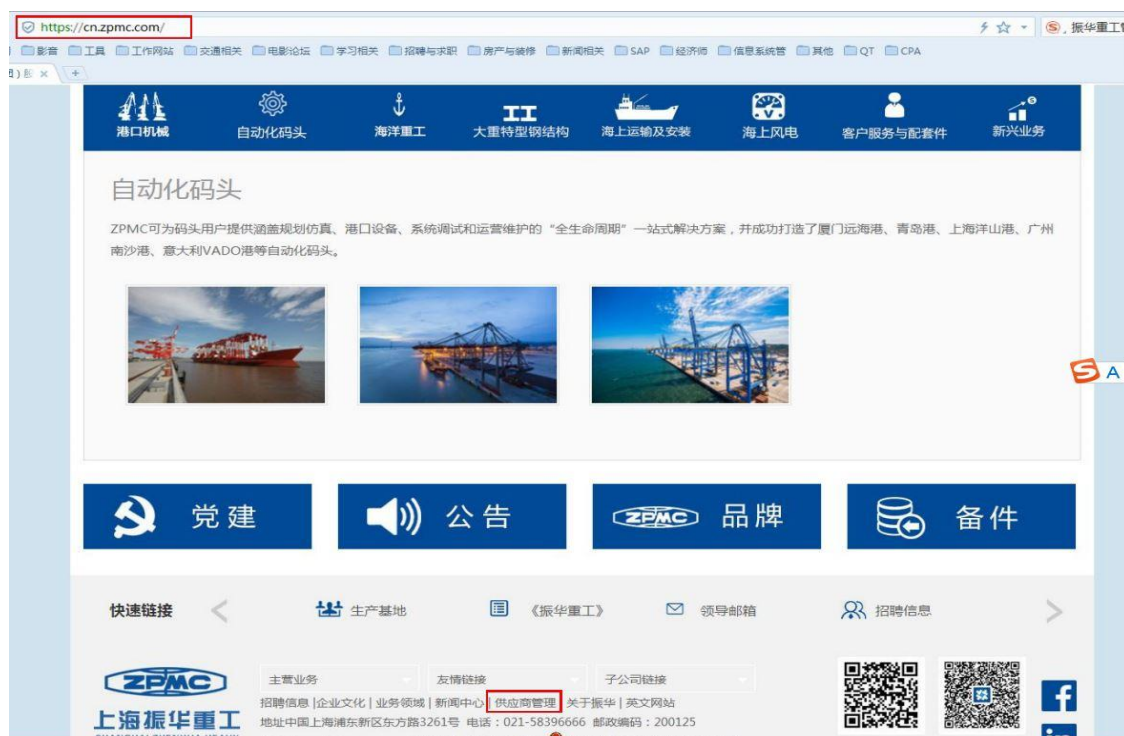 https://cn.zpmc.com/
振华重工
影音 工具 工作网站 交通相关 电影论坛 学习相关 招聘与求职 房产与装修 新闻相关 SAP 经济师 信息系统管 其他 QT CPA
港口机械 自动化码头 海洋重工 大重特型钢结构 海上运输及安装 海上风电 客户服务与配套件 新兴业务
自动化码头
ZPMC可为码头用户提供涵盖规划仿真、港口设备、系统调试和运营维护的“全生命周期”一站式解决方案，并成功打造了厦门远海港、青岛港、上海洋山港、广州
南沙港、意大利VADO港等自动化码头。
A
党建 公告 ZPMC 品牌 备件
快速链接 生产基地 《振华重工》 领导邮箱 招聘信息
ZPMC
上海振华重工
主营业务 友情链接 子公司链接
招聘信息 | 企业文化 | 业务领域 | 新闻中心 | 供应商管理 | 关于振华 | 英文网站
地址中国上海浦东新区东方路3261号 电话：021-58396666 邮政编码：200125